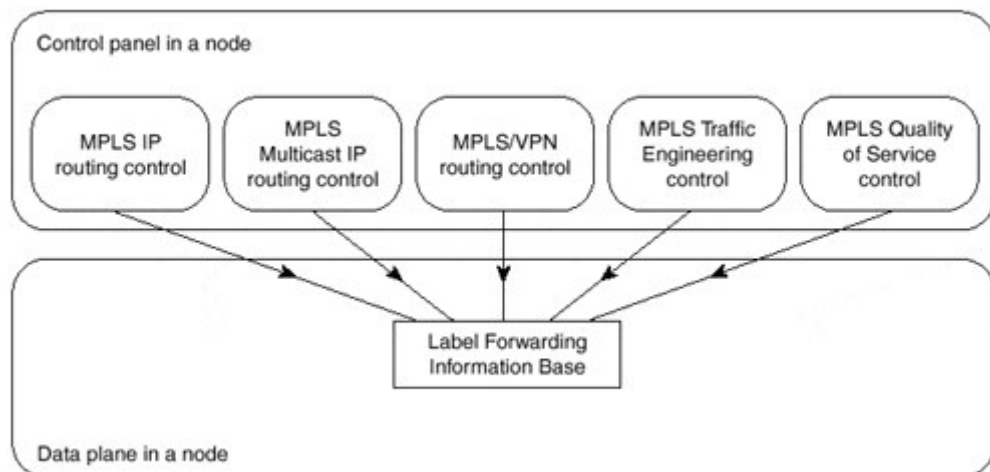 Control panel in a node
MPLS IP
routing control
MPLS
Multicast IP
routing control
MPLS/VPN
routing control
MPLS Traffic
Engineering
control
MPLS Quality
of Service
control
Label Forwarding
Information Base
Data plane in a node